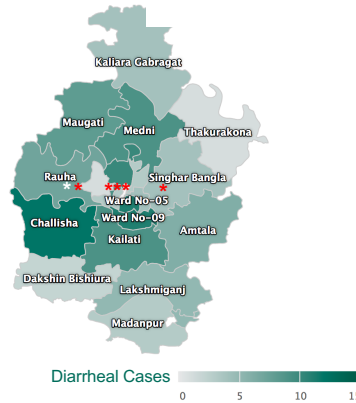 Kaliara Gabragat
Maugati
Medni
Thakurakona
Rauha
Singhar Bangla
* * * * * *
Ward No-05
Ward No-09
Challisha
Amtala
Kailati
Dakshin Bishiura
Lakshmiganj
Madanpur
Diarrheal Cases
0 5 10 15